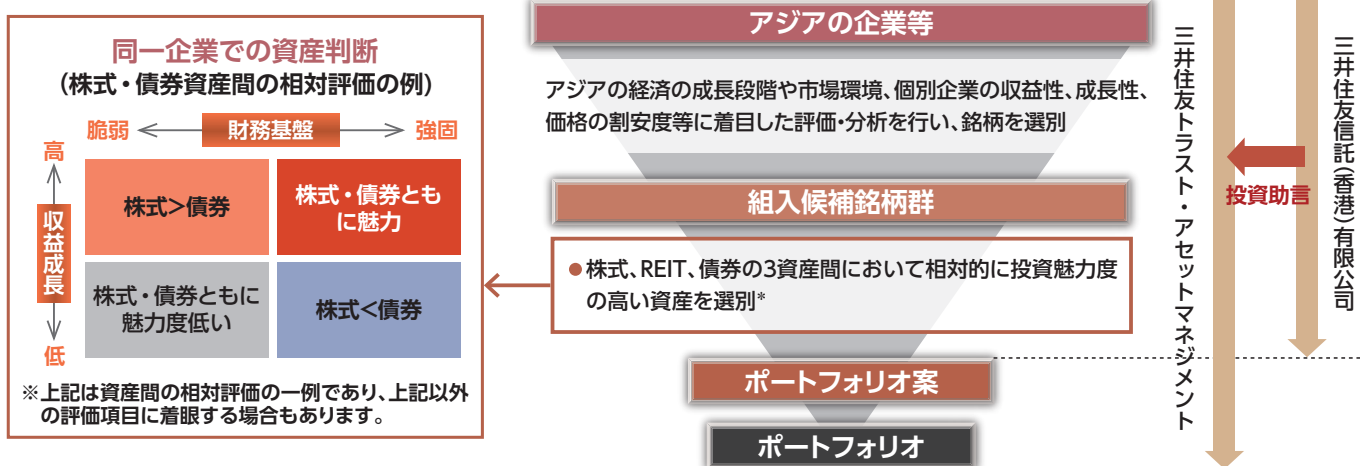 同一企業での資産判断
(株式・債券資産間の相対評価の例)
脆弱
財務基盤
強固
高
収益成長
低
株式>債券
株式・債券とも
に魅力
株式・債券ともに
魅力度低い
株式<債券
※上記は資産間の相対評価の一例であり、上記以外
の評価項目に着眼する場合もあります。
アジアの企業等
アジアの経済の成長段階や市場環境、個別企業の収益性、成長性、
価格の割安度等に着目した評価・分析を行い、銘柄を選別
組入候補銘柄群
●株式、REIT、債券の3資産間において相対的に投資魅力度
の高い資産を選別*
ポートフォリオ案
ポートフォリオ
三井住友トラスト・アセットマネジメント
投資助言
三井住友信託(香港)有限公司